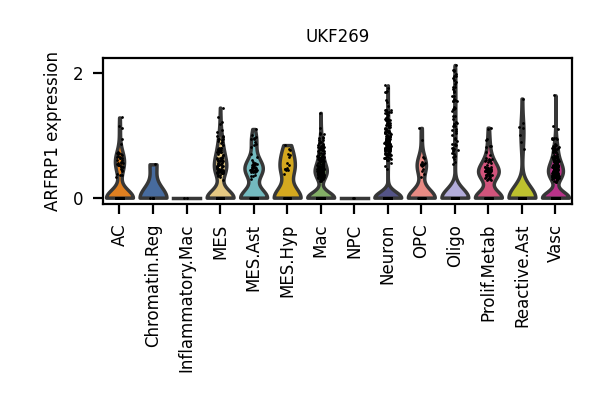 UKF269
ARFRP1 expression
2
0
AC
Chromatin.Reg
Inflammatory.Mac
MES
MES.Ast
MES.Hyp
Mac
NPC
Neuron
OPC
Oligo
Prolif.Metab
Reactive.Ast
Vasc